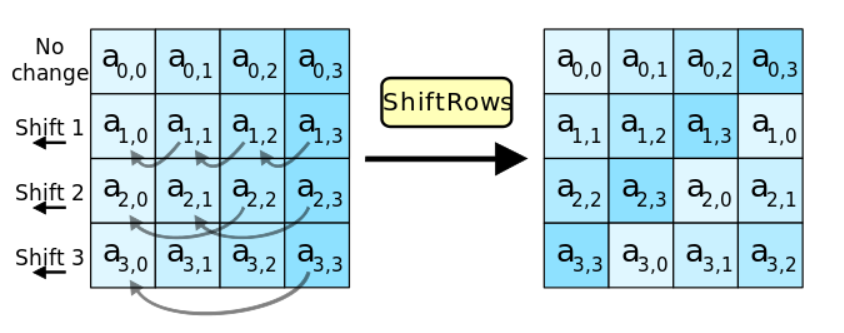 No
change
a0,0 a0,1 a0,2 a0,3
Shift 1
a1,0 a1,1 a1,2 a1,3
Shift 2
a2,0 a2,1 a2,2 a2,3
Shift 3
a3,0 a3,1 a3,2 a3,3
ShiftRows
a0,0 a0,1 a0,2 a0,3
a1,1 a1,2 a1,3 a1,0
a2,2 a2,3 a2,0 a2,1
a3,3 a3,0 a3,1 a3,2